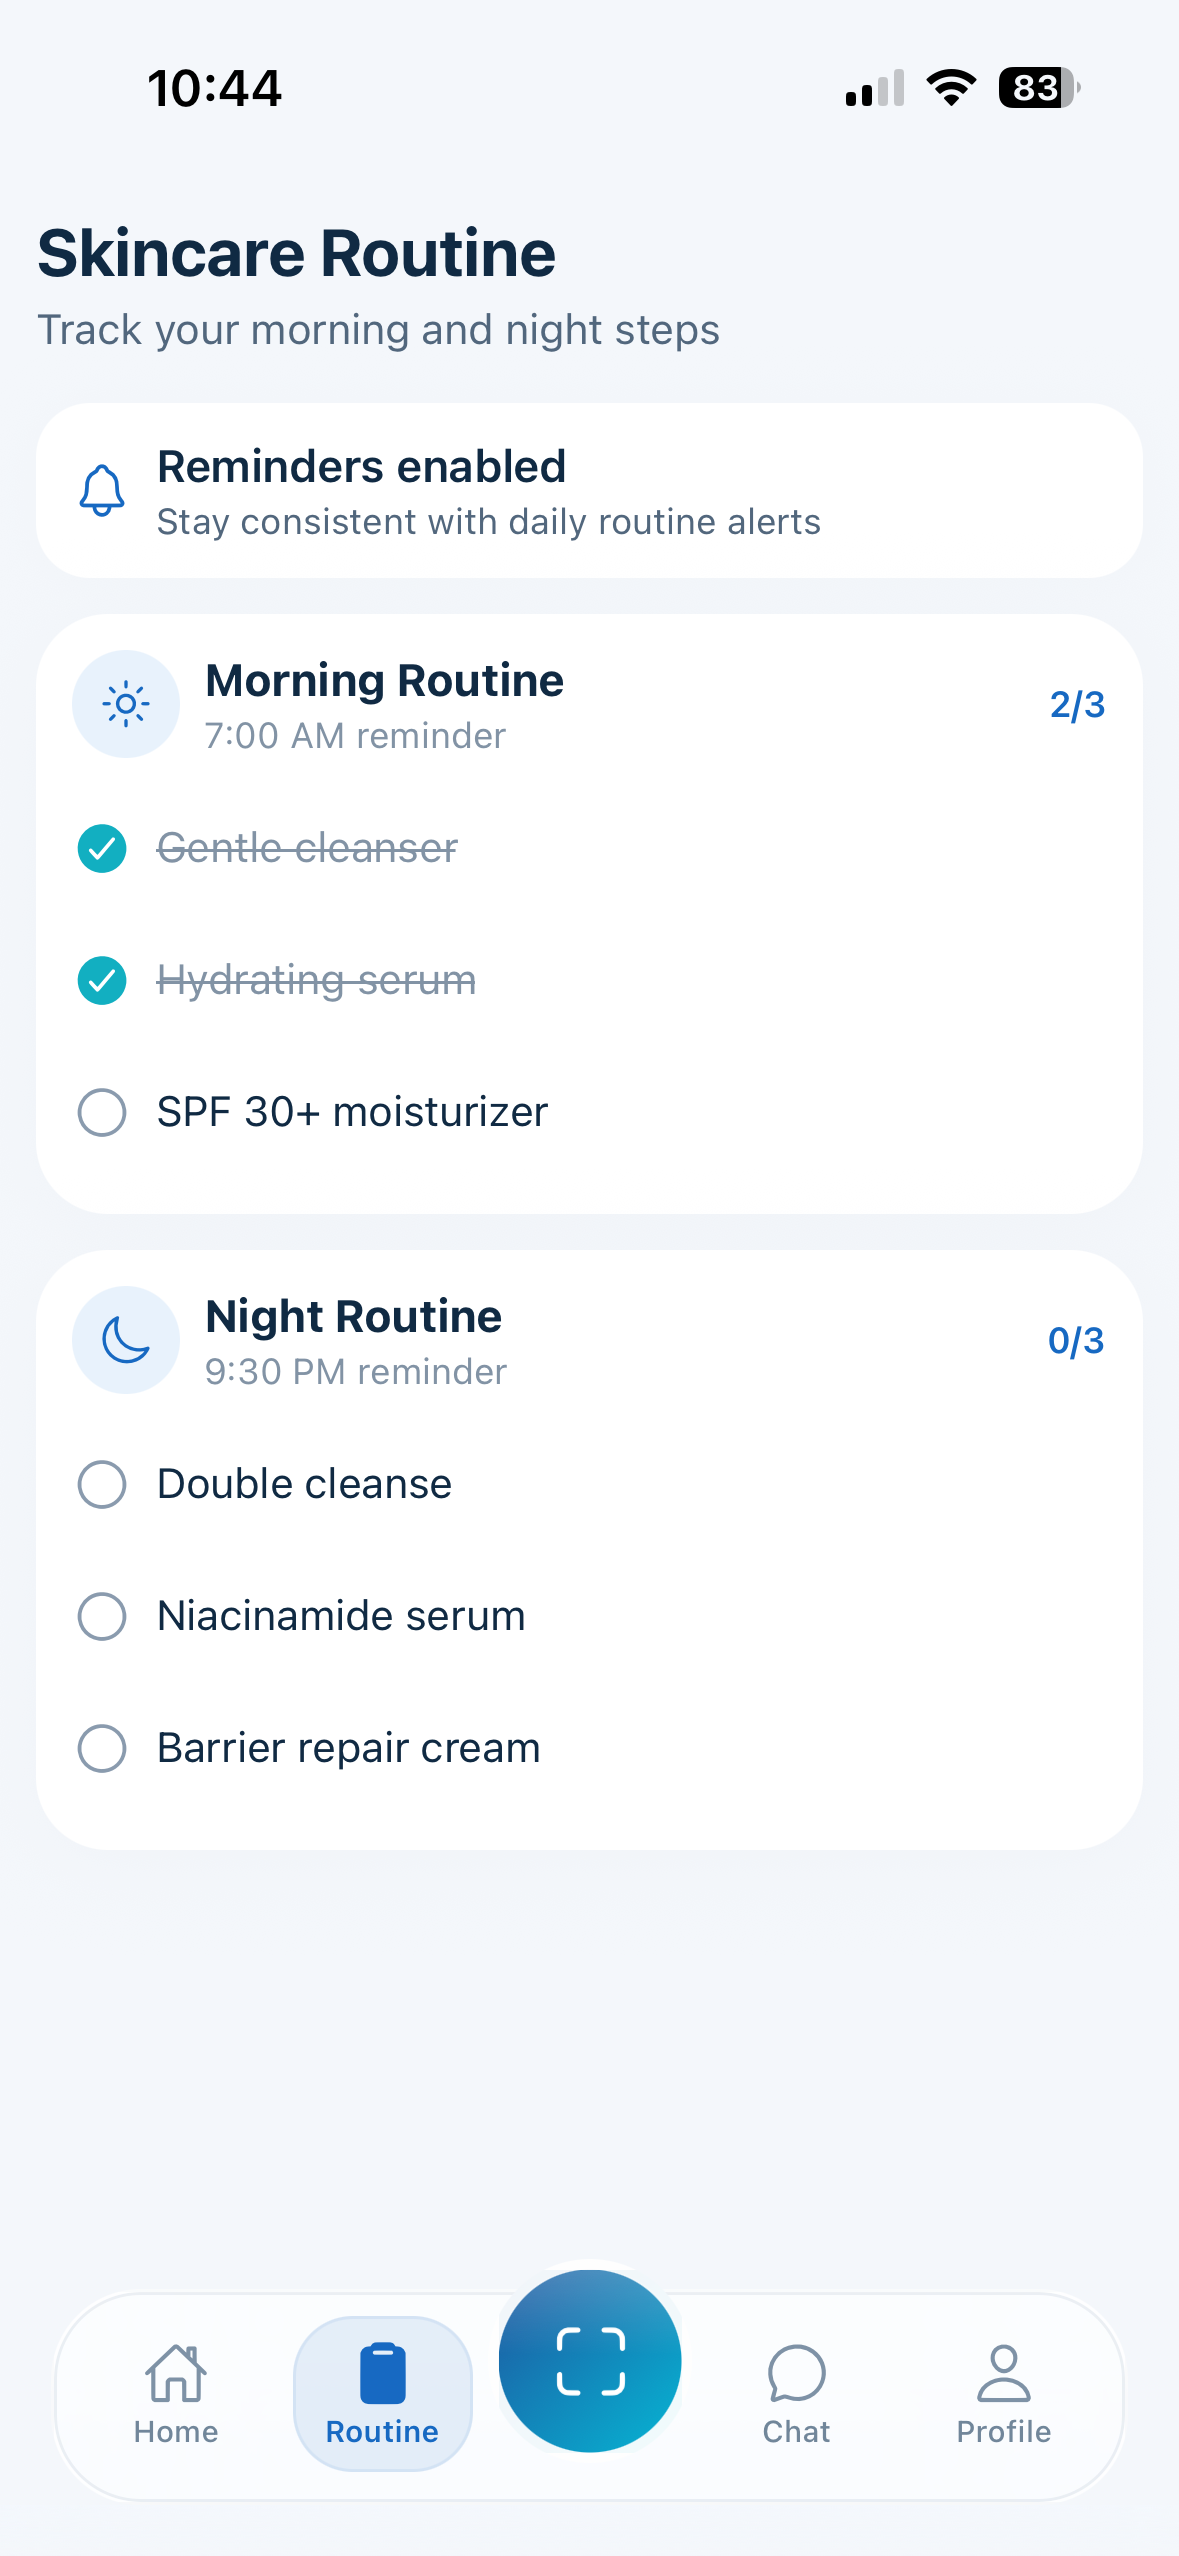 10:44
83
Skincare Routine
Track your morning and night steps
Reminders enabled
Stay consistent with daily routine alerts
Morning Routine
7:00 AM reminder
2/3
Gentle cleanser
Hydrating serum
SPF 30+ moisturizer
Night Routine
9:30 PM reminder
0/3
Double cleanse
Niacinamide serum
Barrier repair cream
Home
Routine
Chat
Profile